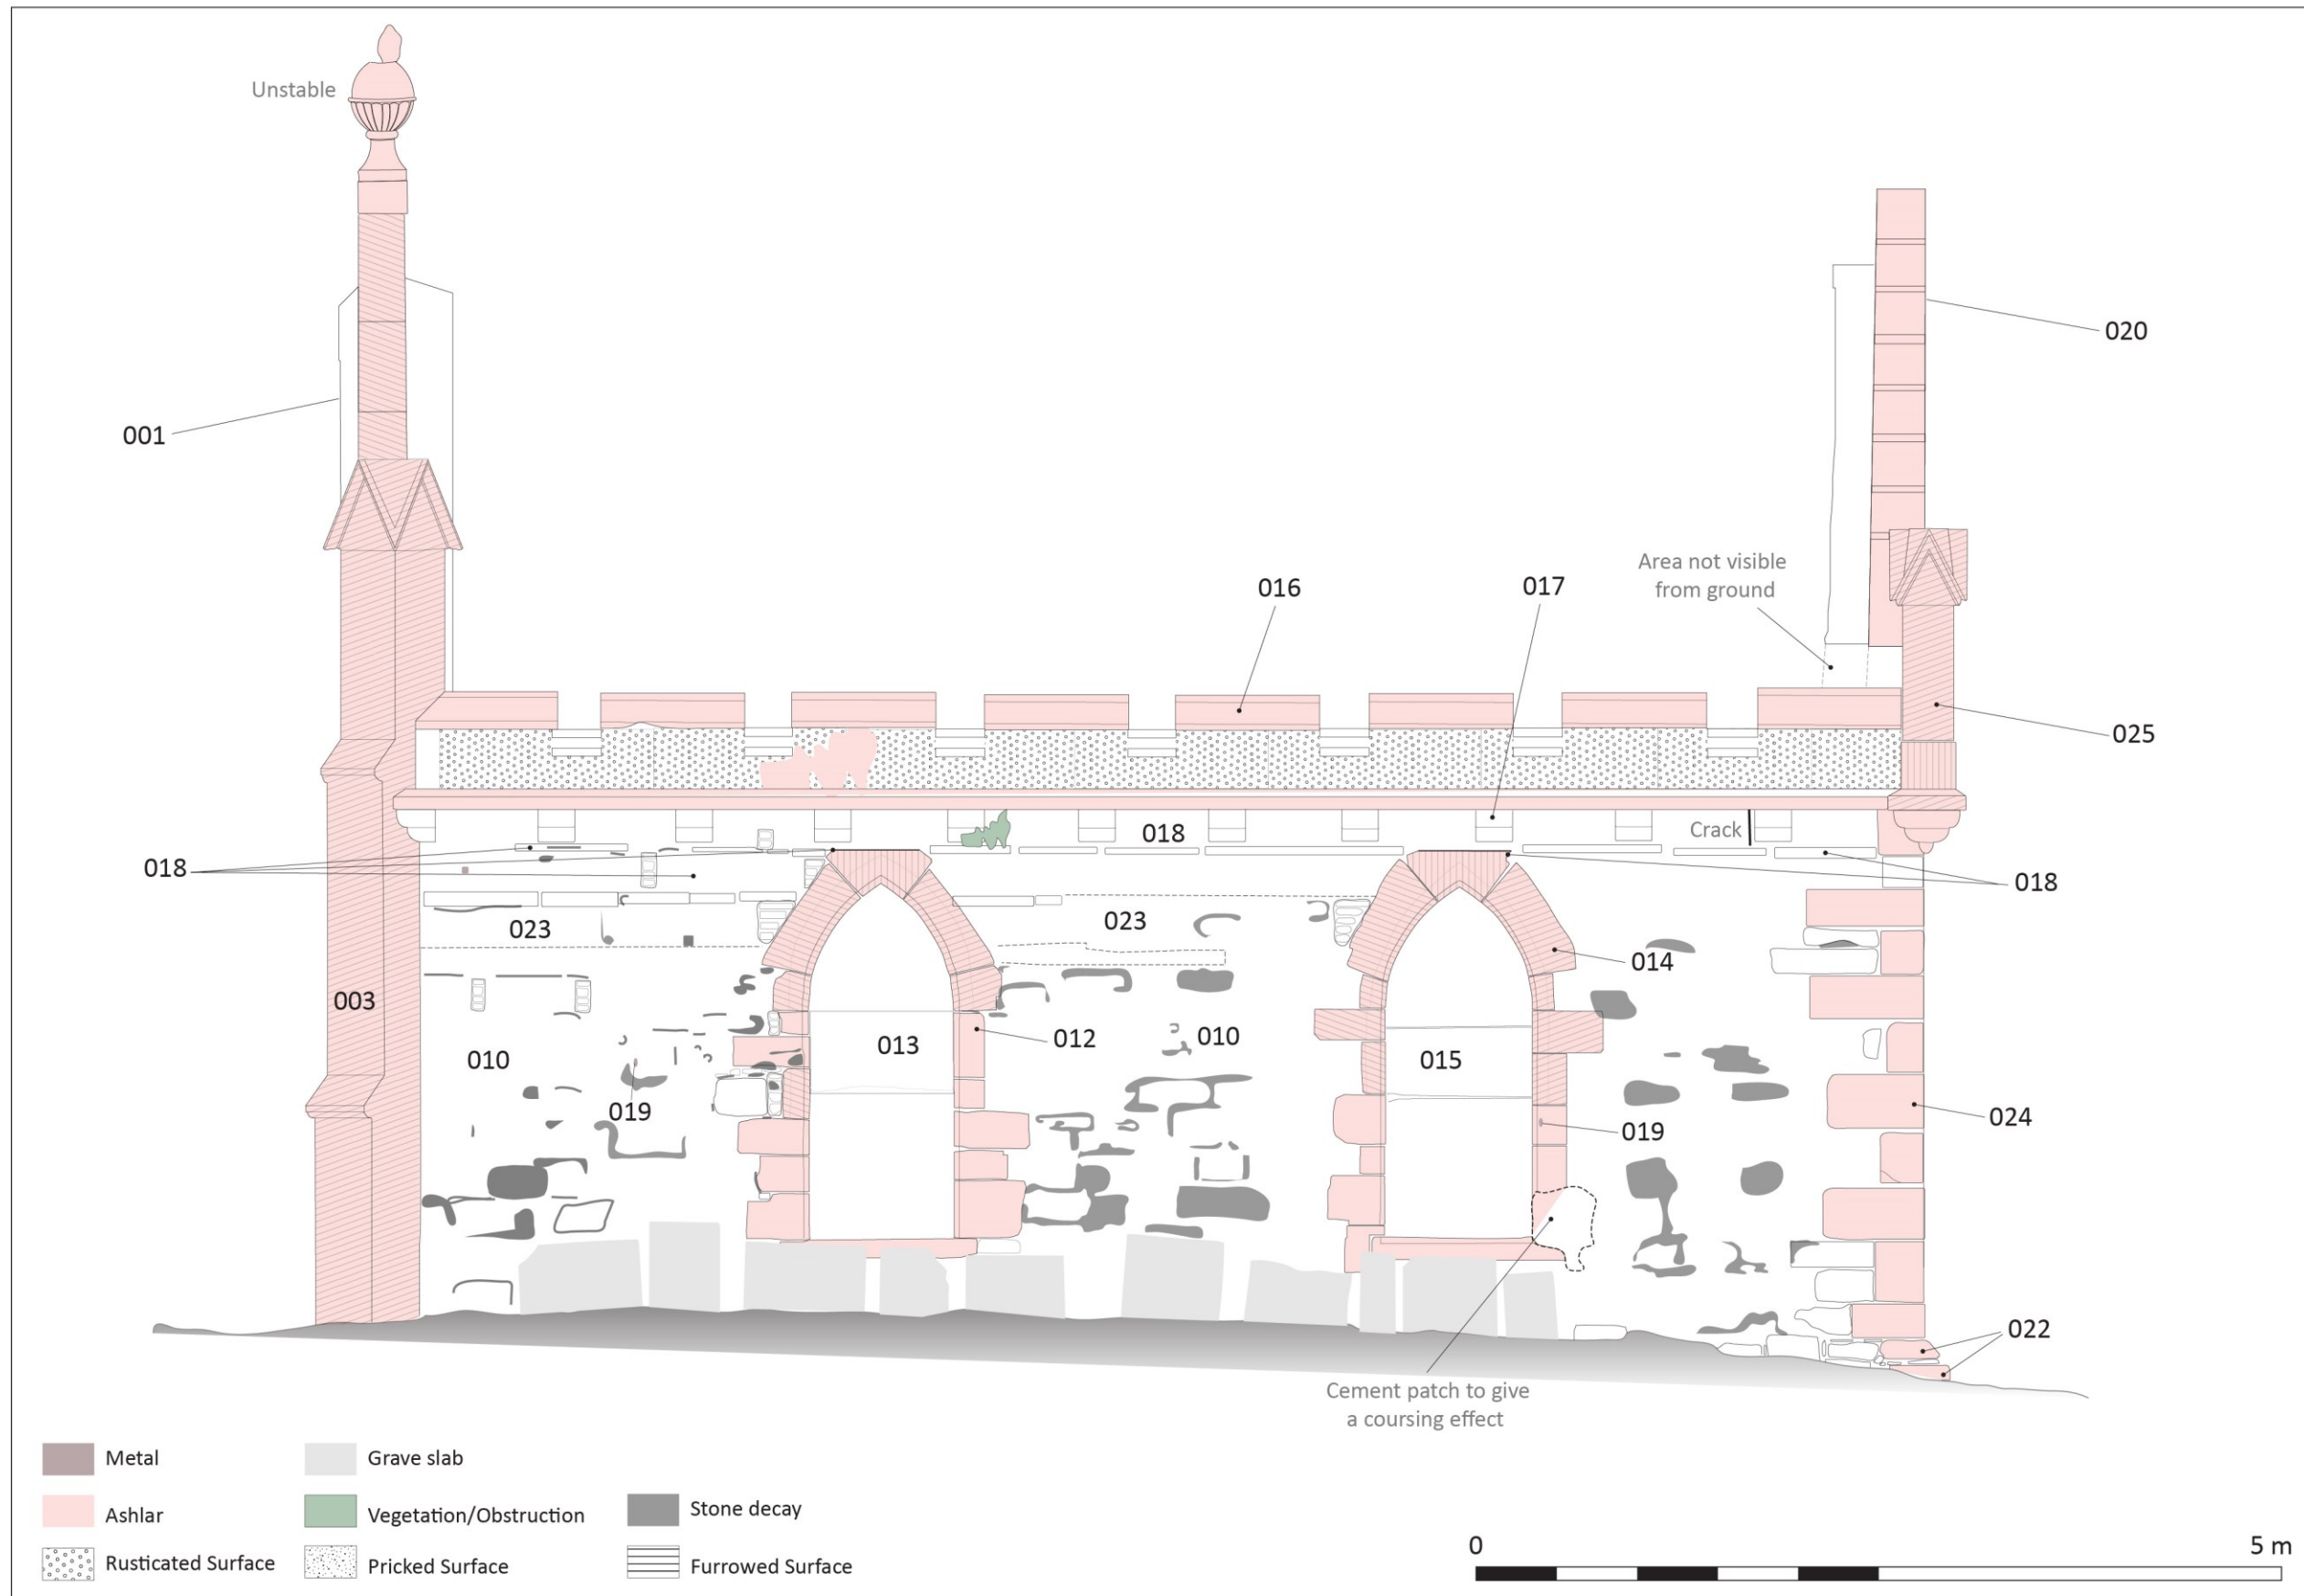 Unstable
020
001
Area not visible
from ground
016
017
025
018
Crack
018
018
023
023
014
003
012
013
010
010
015
019
019
024
022
Cement patch to give
a coursing effect
Metal
Grave slab
Ashlar
Vegetation/Obstruction
Stone decay
Rusticated Surface
Pricked Surface
Furrowed Surface
0
5 m